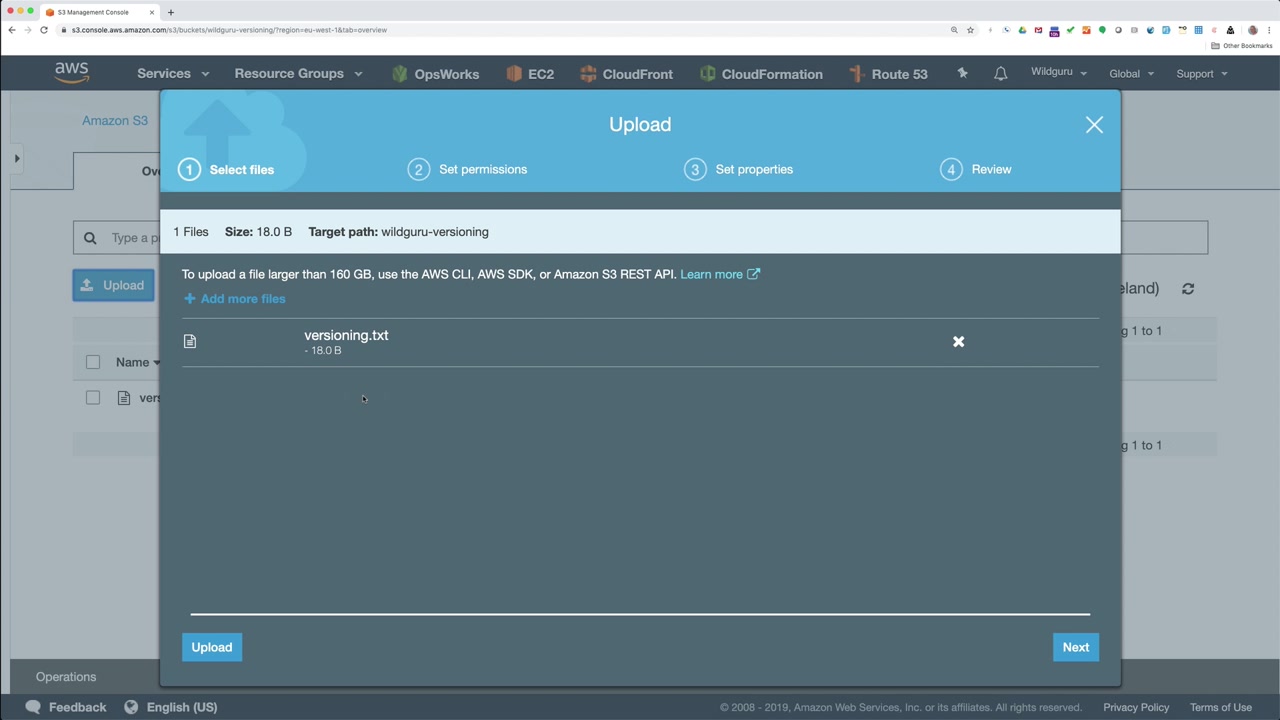 S3 Management Console
s3.console.aws.amazon.com/s3/buckets/wildguru-versioning/?region=eu-west-1&tab=overview
Other Bookmarks
aws Services Resource Groups OpsWorks EC2 CloudFront CloudFormation Route 53 Wildguru Global Support
Amazon S3
Upload
1 Select files 2 Set permissions 3 Set properties 4 Review
Ove
1 Files Size: 18.0 B Target path: wildguru-versioning
Type a p
To upload a file larger than 160 GB, use the AWS CLI, AWS SDK, or Amazon S3 REST API. Learn more
Upload
eland)
Add more files
g 1 to 1
versioning.txt
- 18.0 B
Name
vers
g 1 to 1
Upload Next
Operations
Feedback English (US) © 2008 - 2019, Amazon Web Services, Inc. or its affiliates. All rights reserved. Privacy Policy Terms of Use